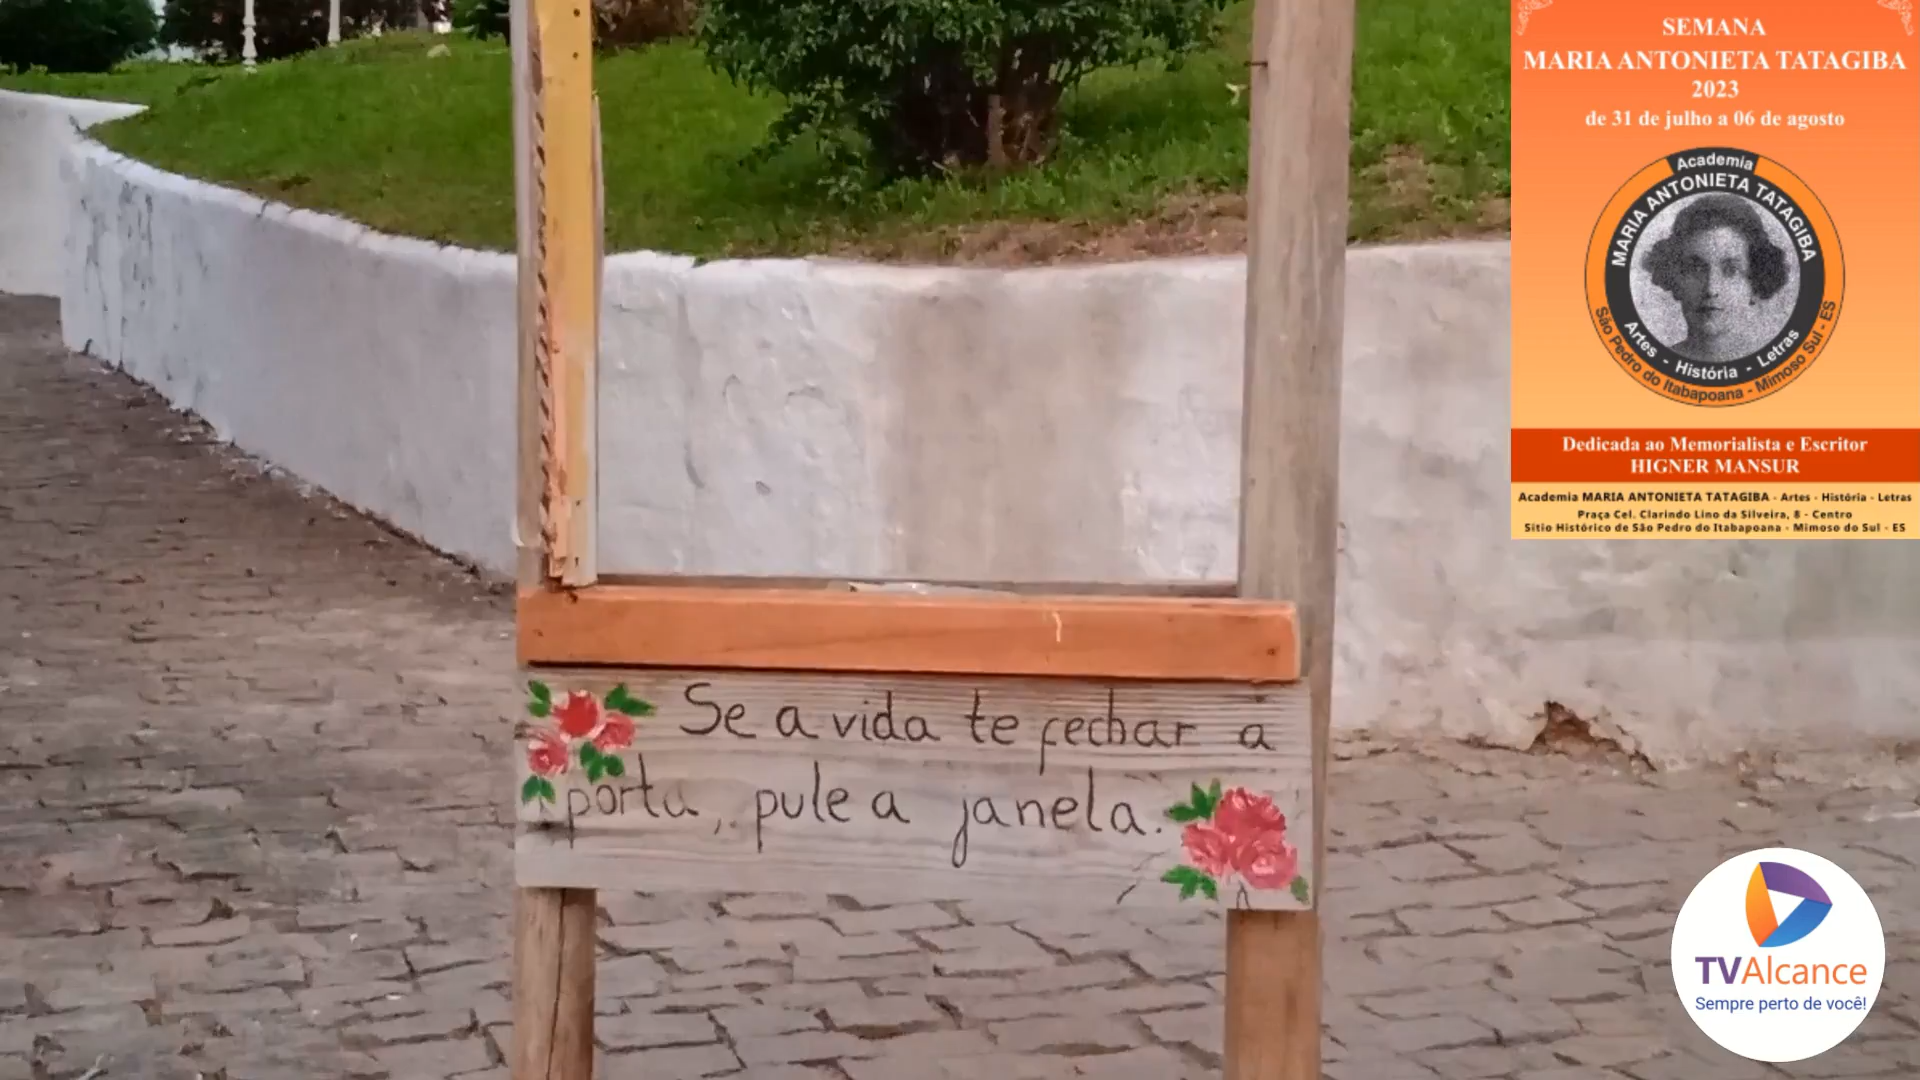 Se a vida te fechar a
porta, pule a janela.
SEMANA
MARIA ANTONIETA TATAGIBA
2023
de 31 de julho a 06 de agosto
Academia
MARIA ANTONIETA TATAGIBA
Artes - História - Letras
São Pedro do Itabapoana - Mimoso Sul - ES
Dedicada ao Memorialista e Escritor
HIGNER MANSUR
Academia MARIA ANTONIETA TATAGIBA - Artes - História - Letras
Praça Cel. Clarindo Lino da Silveira, 8 - Centro
Sítio Histórico de São Pedro do Itabapoana - Mimoso do Sul - ES
TVAlcance
Sempre perto de você!